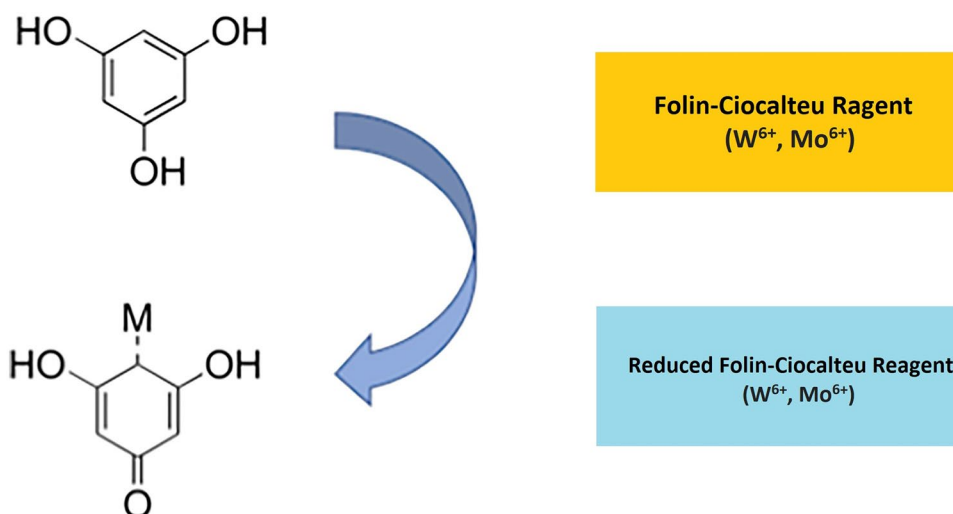 HO
OH
OH
Folin-Ciocalteu Ragent
(W⁶⁺, Mo⁶⁺)
M
HO
OH
O
Reduced Folin-Ciocalteu Reagent
(W⁶⁺, Mo⁶⁺)